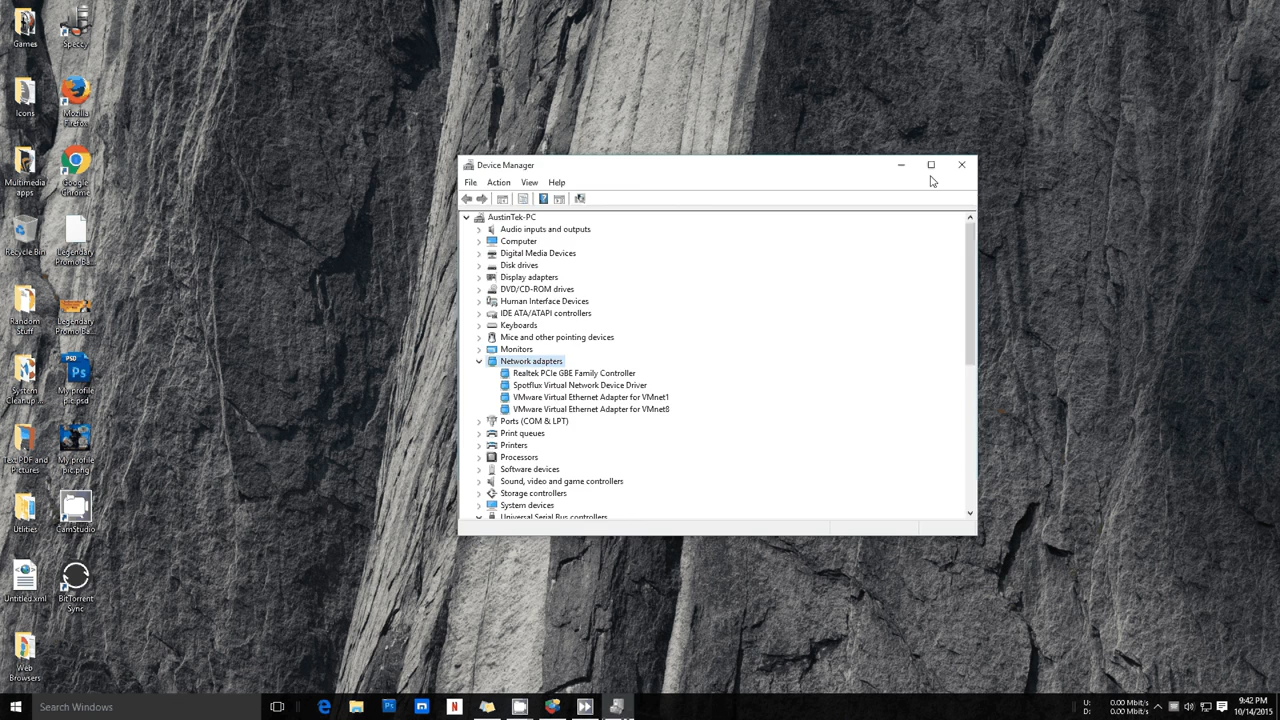 Games
Speccy
Icons
Mozilla
Firefox
Multimedia
apps
Google
Chrome
Recycle Bin
Legendary
Promo Ba...
Random
Stuff
Legendary
Promo Ba...
System
Cleanup ...
PSD
Ps
My profile
pic.psd
Text PDF and
Pictures
My profile
pic.png
Utlities
CamStudio
Untitled.xml
BitTorrent
Sync
Web
Browsers
Device Manager
File Action View Help
AustinTek-PC
Audio inputs and outputs
Computer
Digital Media Devices
Disk drives
Display adapters
DVD/CD-ROM drives
Human Interface Devices
IDE ATA/ATAPI controllers
Keyboards
Mice and other pointing devices
Monitors
Network adapters
Realtek PCIe GBE Family Controller
Spotflux Virtual Network Device Driver
VMware Virtual Ethernet Adapter for VMnet1
VMware Virtual Ethernet Adapter for VMnet8
Ports (COM & LPT)
Print queues
Printers
Processors
Software devices
Sound, video and game controllers
Storage controllers
System devices
Universal Serial Bus controllers
Search Windows
Ps
N
U: 0.00 Mbit/s
D: 0.00 Mbit/s
9:42 PM
10/14/2015